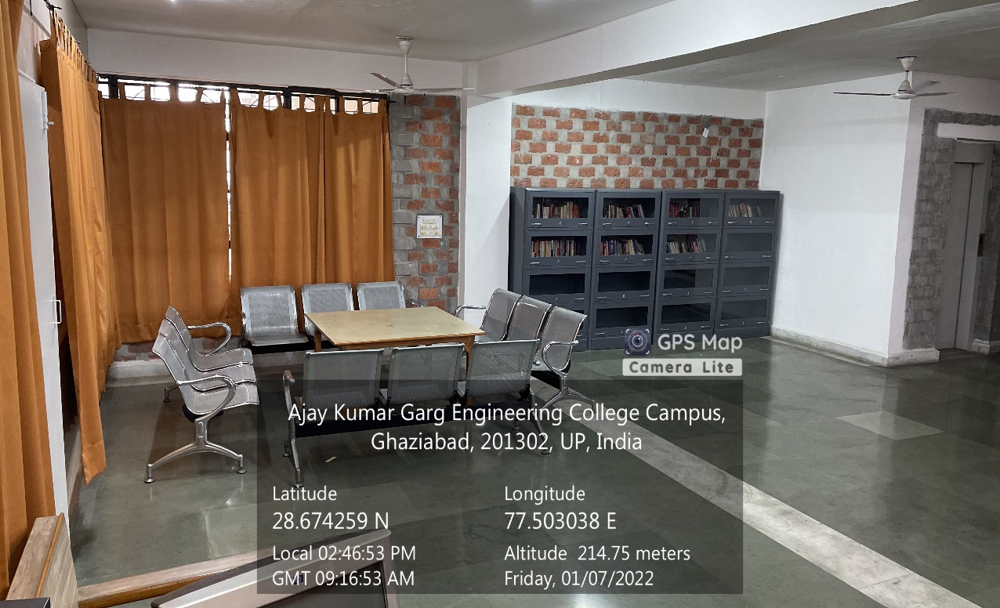 GPS Map
Camera Lite
Ajay Kumar Garg Engineering College Campus,
Ghaziabad, 201302, UP, India
Latitude
28.674259 N
Longitude
77.503038 E
Local 02:46:53 PM
GMT 09:16:53 AM
Altitude 214.75 meters
Friday, 01/07/2022